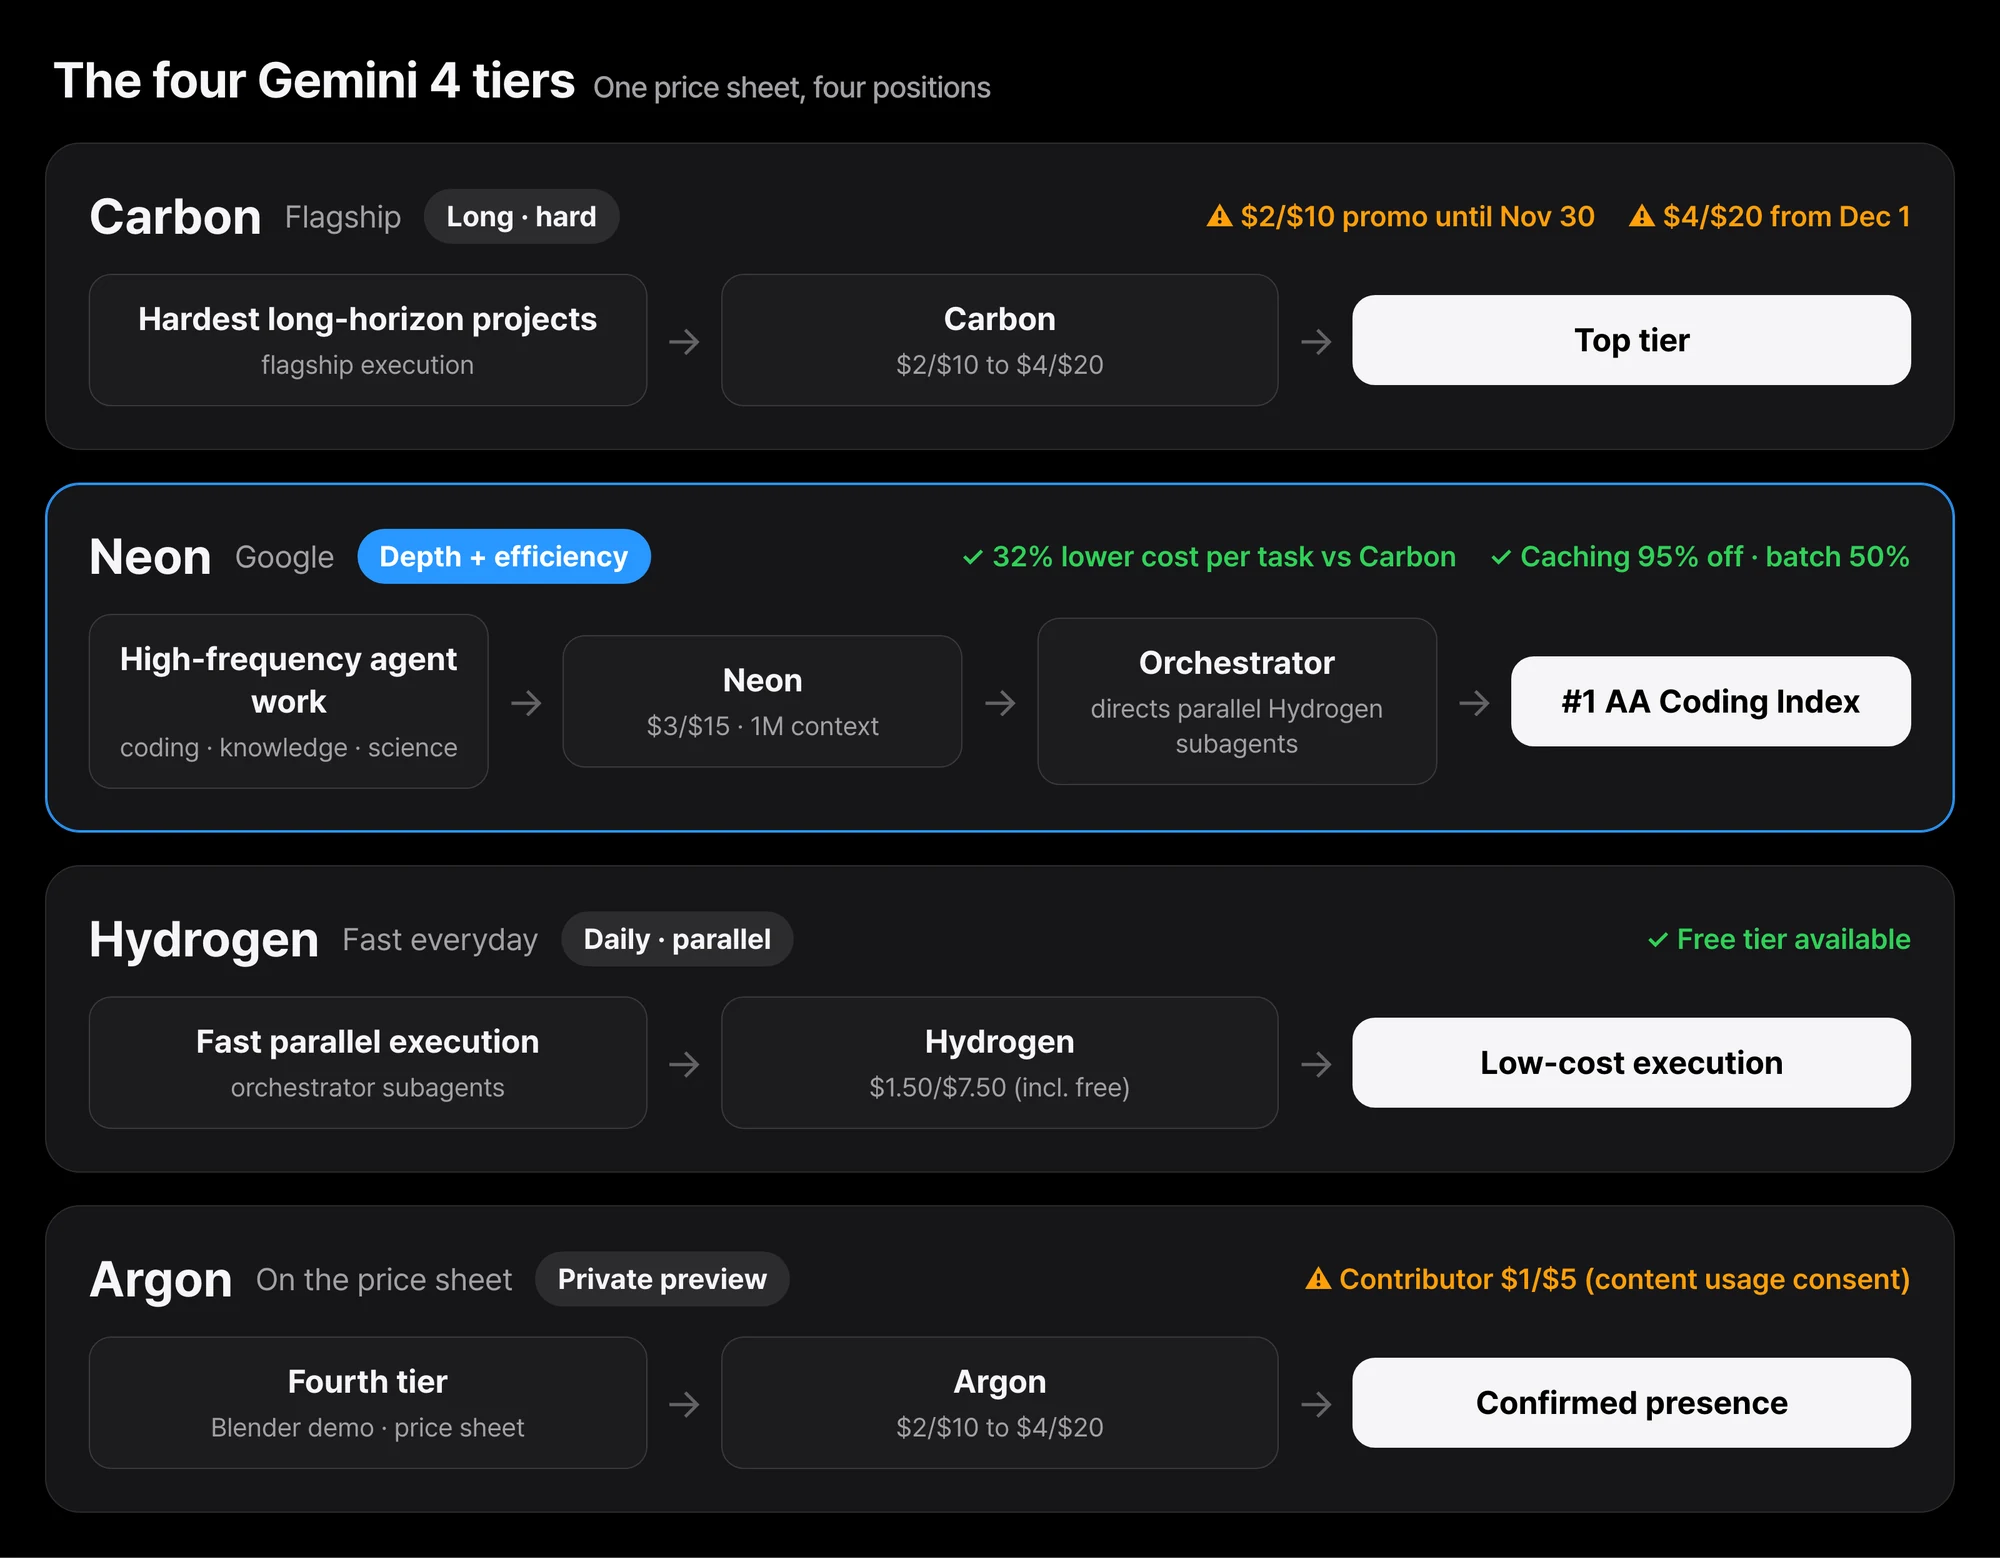 The four Gemini 4 tiers One price sheet, four positions
Carbon Flagship Long · hard ⚠ $2/$10 promo until Nov 30 ⚠ $4/$20 from Dec 1
Hardest long-horizon projects
flagship execution
→
Carbon
$2/$10 to $4/$20
→
Top tier
Neon Google Depth + efficiency ✓ 32% lower cost per task vs Carbon ✓ Caching 95% off · batch 50%
High-frequency agent
work
coding · knowledge · science
→
Neon
$3/$15 · 1M context
→
Orchestrator
directs parallel Hydrogen
subagents
→
#1 AA Coding Index
Hydrogen Fast everyday Daily · parallel ✓ Free tier available
Fast parallel execution
orchestrator subagents
→
Hydrogen
$1.50/$7.50 (incl. free)
→
Low-cost execution
Argon On the price sheet Private preview ⚠ Contributor $1/$5 (content usage consent)
Fourth tier
Blender demo · price sheet
→
Argon
$2/$10 to $4/$20
→
Confirmed presence